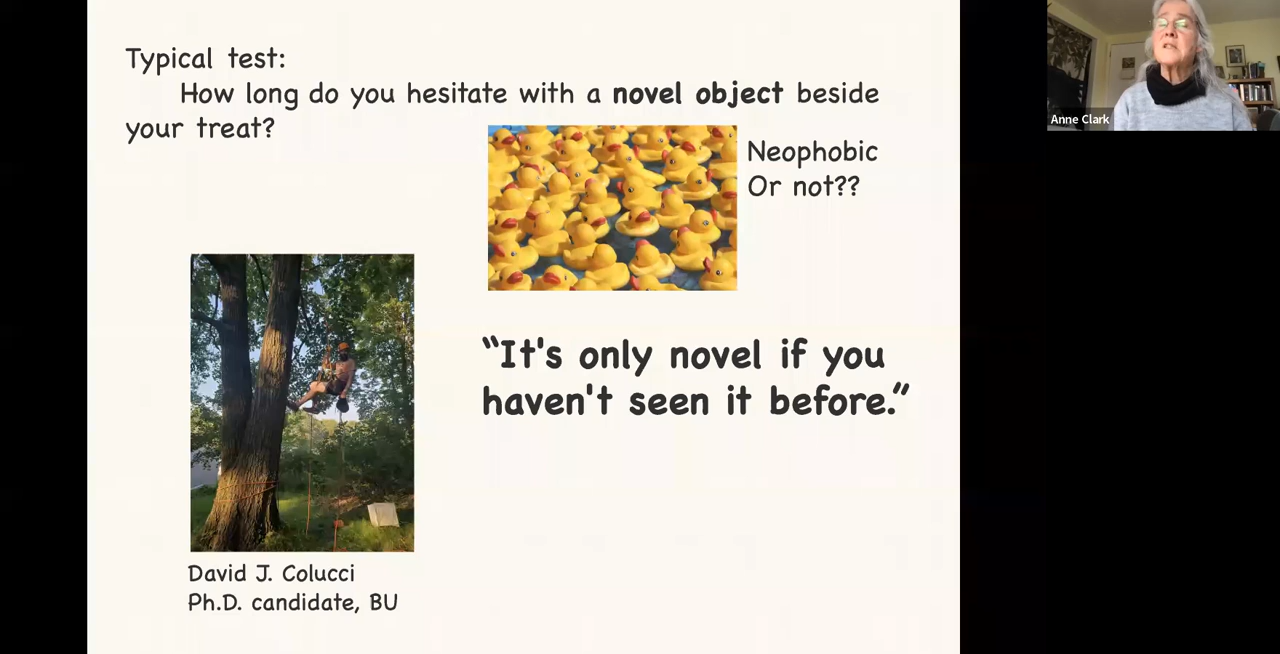 Typical test:
How long do you hesitate with a novel object beside
your treat?
Neophobic
Or not??
“It's only novel if you
haven't seen it before.”
David J. Colucci
Ph.D. candidate, BU
Anne Clark